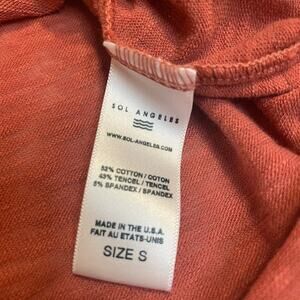 SOL ANGELES
WWW.SOL-ANGELES.COM
52% COTTON / COTON
43% TENCEL / TENCEL
5% SPANDEX / SPANDEX
MADE IN THE U.S.A
FAIT AU ETATS-UNIS
SIZE S